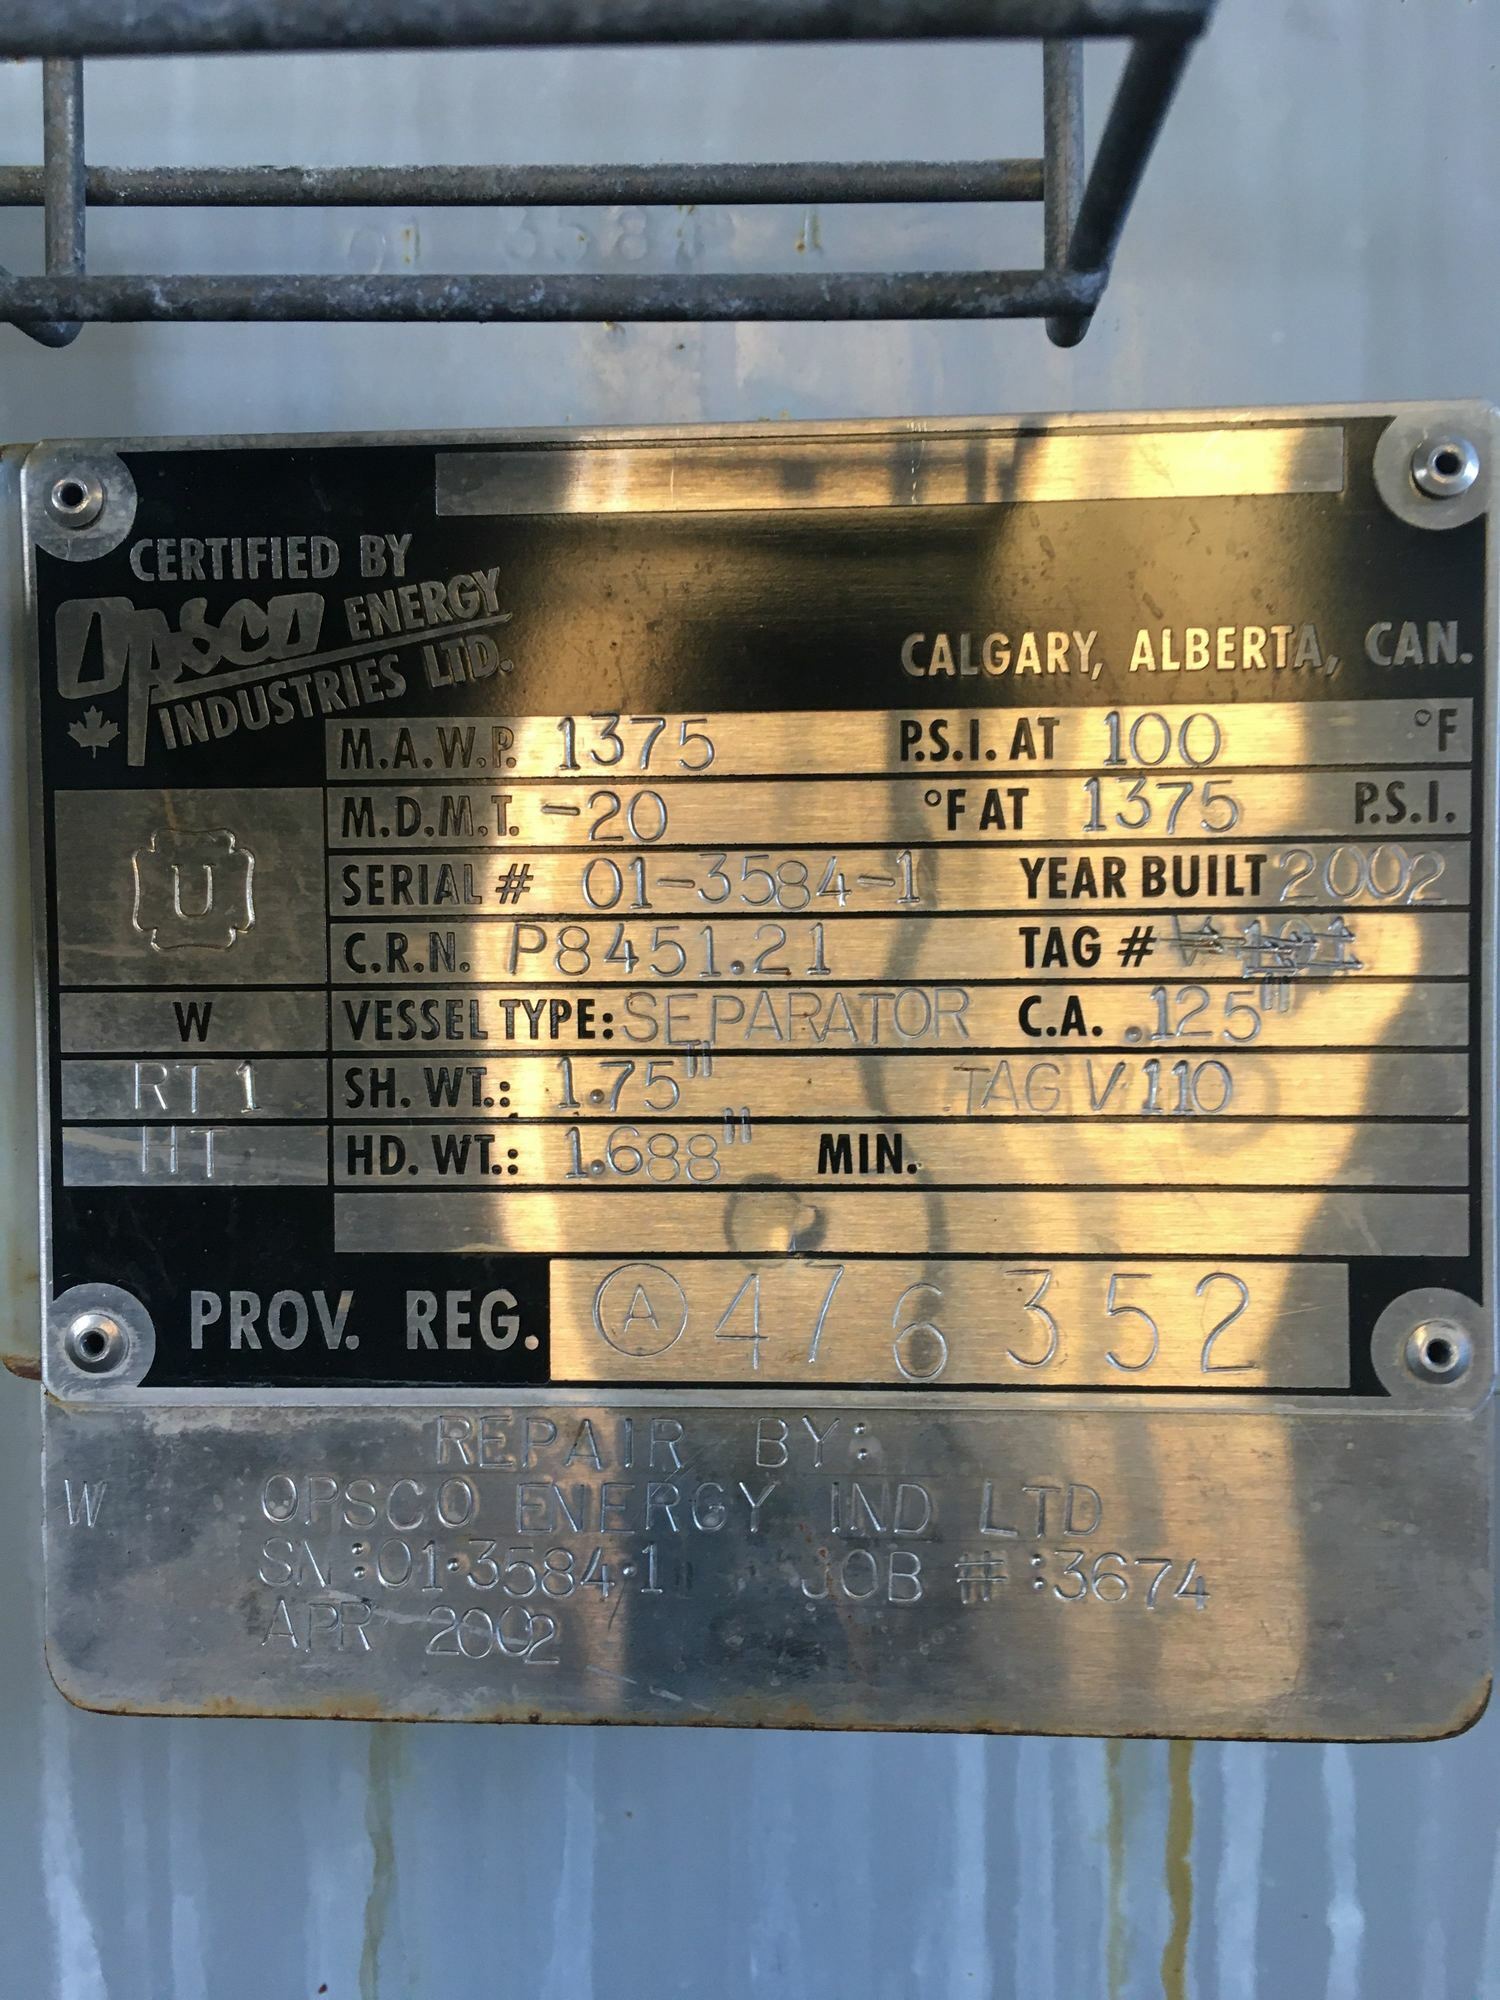 01 3584 1
CERTIFIED BY
OPSCO ENERGY
INDUSTRIES LTD.
CALGARY, ALBERTA, CAN.
M.A.W.P. 1375 P.S.I. AT 100 °F
M.D.M.T. -20 °F AT 1375 P.S.I.
U
SERIAL # 01-3584-1 YEAR BUILT 2002
C.R.N. P8451.21 TAG #
W VESSEL TYPE: SEPARATOR C.A. .125"
RT 1 SH. WT.: 1.75" TAG V110
HT HD. WT.: 1.688" MIN.
PROV. REG. A 476352
REPAIR BY:
W OPSCO ENERGY IND LTD
SN:01-3584-1 JOB #:3674
APR 2002